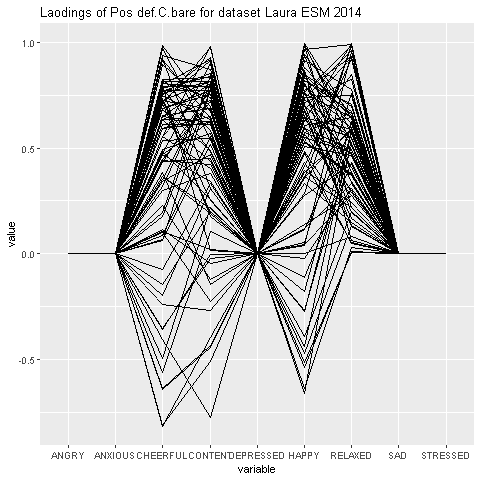 Laodings of Pos def.C.bare for dataset Laura ESM 2014
1.0
0.5
0.0
-0.5
value
ANGRY ANXIOUS CHEERFUL CONTENT DEPRESSED HAPPY RELAXED SAD STRESSED
variable